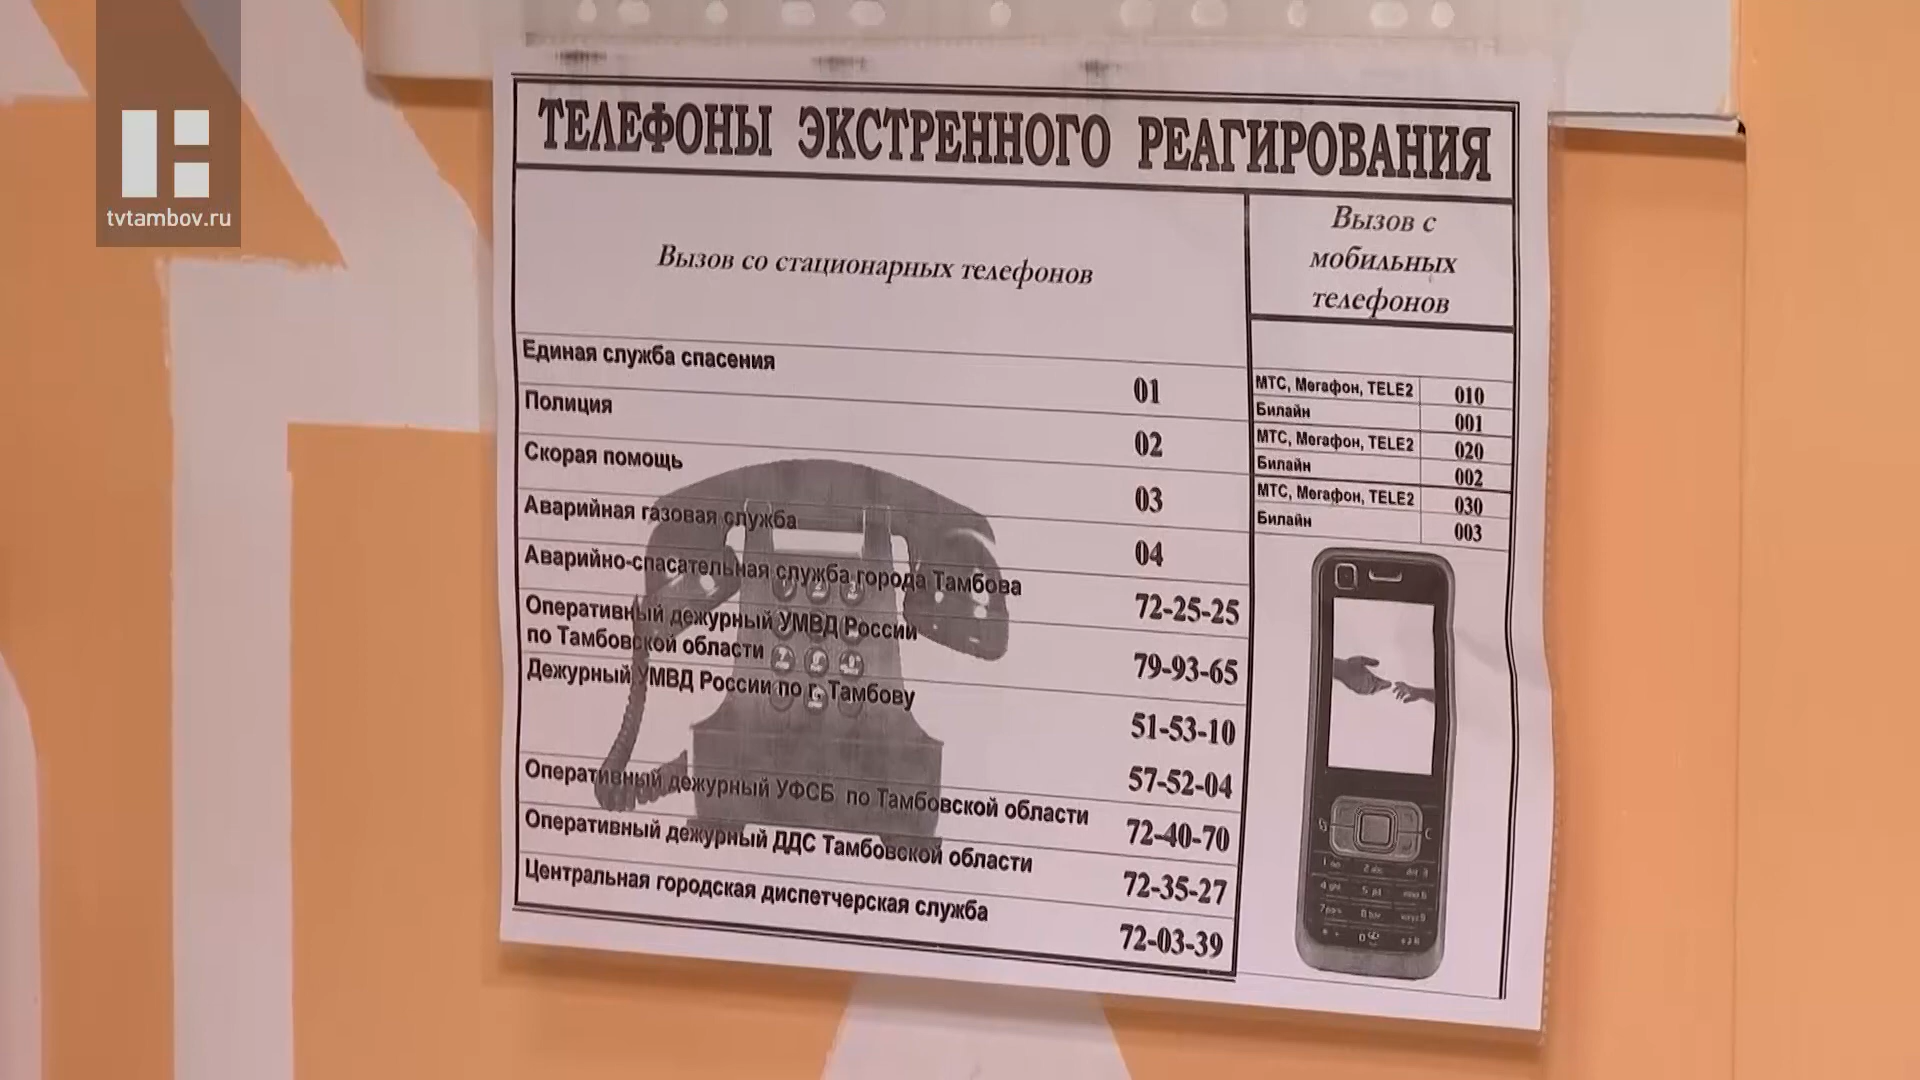 tvtambov.ru
ТЕЛЕФОНЫ ЭКСТРЕННОГО РЕАГИРОВАНИЯ
Вызов со стационарных телефонов
Вызов с
мобильных
телефонов
Единая служба спасения 01
МТС, Мегафон, TELE2 010
Билайн 001
Полиция 02
МТС, Мегафон, TELE2 020
Билайн 002
Скорая помощь 03
МТС, Мегафон, TELE2 030
Билайн 003
Аварийная газовая служба 04
Аварийно-спасательная служба города Тамбова 72-25-25
Оперативный дежурный УМВД России
по Тамбовской области 79-93-65
Дежурный УМВД России по г. Тамбову 51-53-10
57-52-04
Оперативный дежурный УФСБ по Тамбовской области 72-40-70
Оперативный дежурный ДДС Тамбовской области 72-35-27
Центральная городская диспетчерская служба 72-03-39